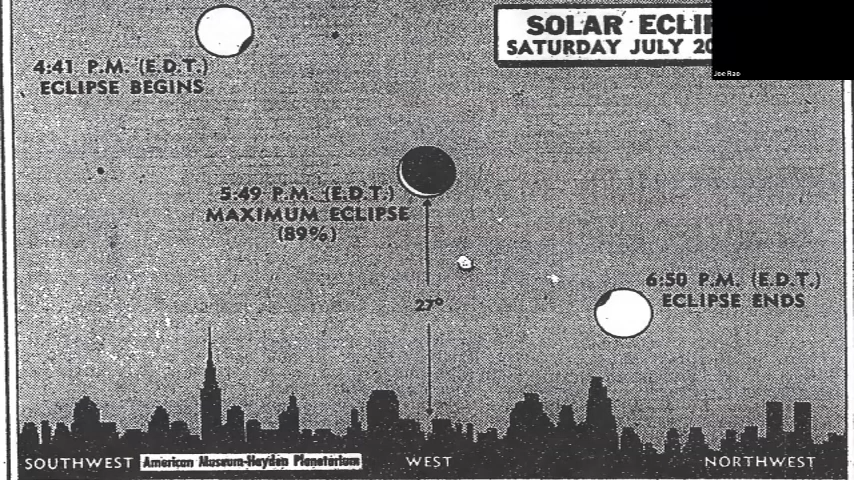 SOLAR ECLI
SATURDAY JULY 20
Joe Rao
4:41 P.M. (E.D.T.)
ECLIPSE BEGINS
5:49 P.M. (E.D.T.)
MAXIMUM ECLIPSE
(89%)
27°
6:50 P.M. (E.D.T.)
ECLIPSE ENDS
SOUTHWEST
American Museum-Hayden Planetarium
WEST
NORTHWEST